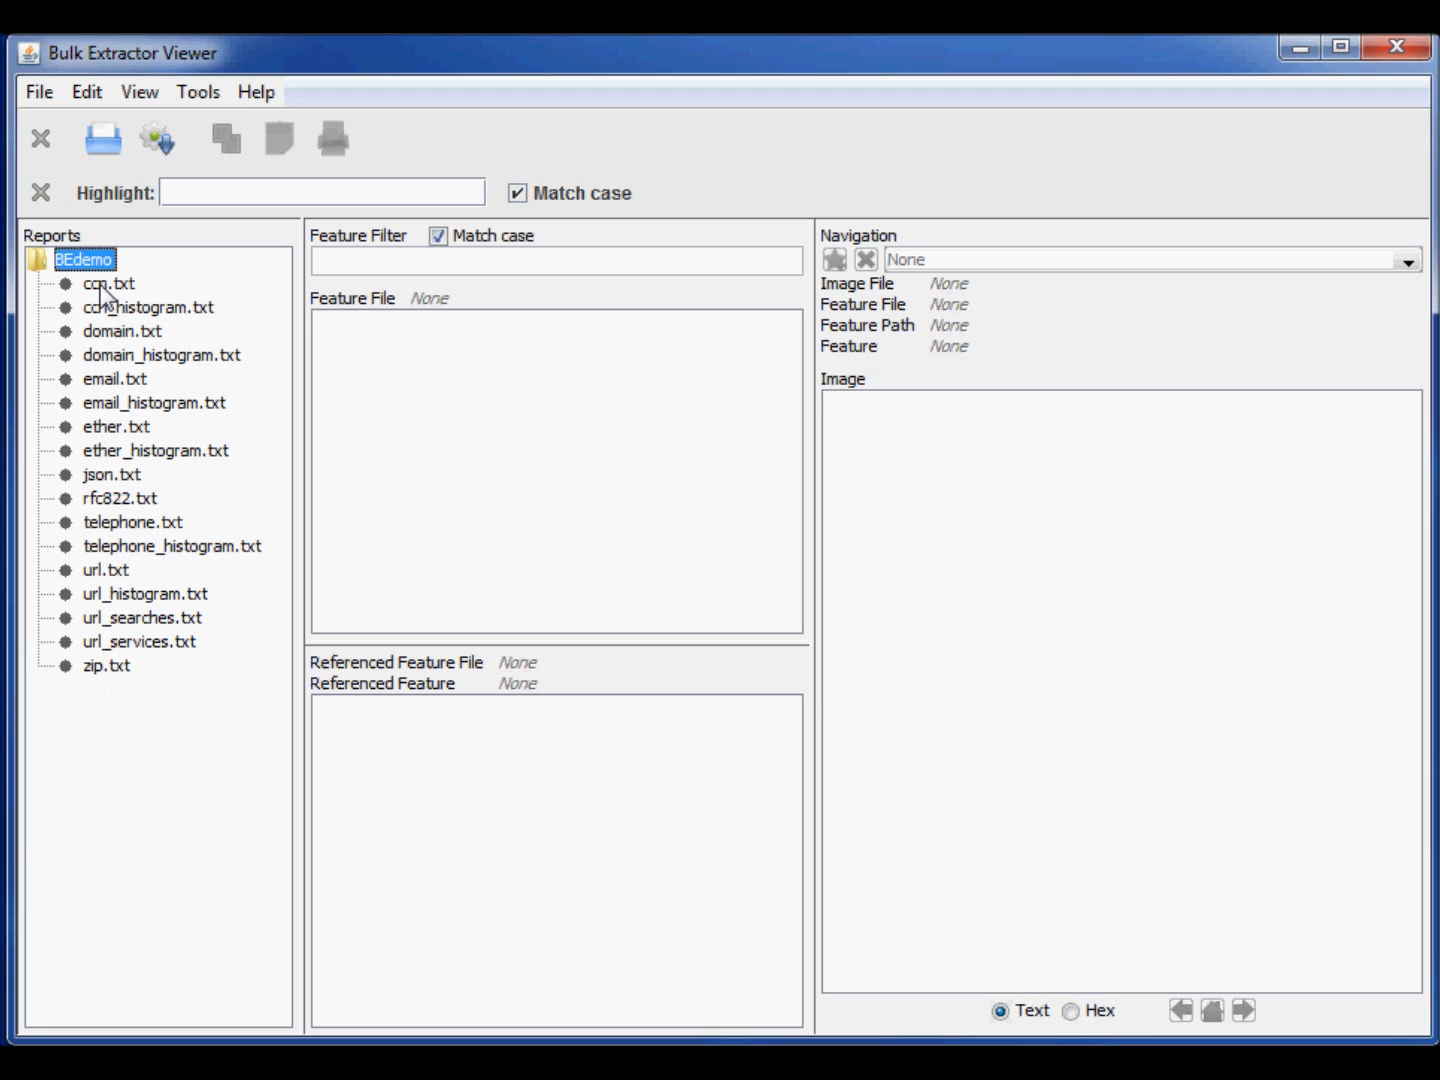 Bulk Extractor Viewer
File Edit View Tools Help
Highlight: Match case
Reports
BEdemo
ccn.txt
ccn_histogram.txt
domain.txt
domain_histogram.txt
email.txt
email_histogram.txt
ether.txt
ether_histogram.txt
json.txt
rfc822.txt
telephone.txt
telephone_histogram.txt
url.txt
url_histogram.txt
url_searches.txt
url_services.txt
zip.txt
Feature Filter Match case
Feature File None
Referenced Feature File None
Referenced Feature None
Navigation
None
Image File None
Feature File None
Feature Path None
Feature None
Image
Text Hex